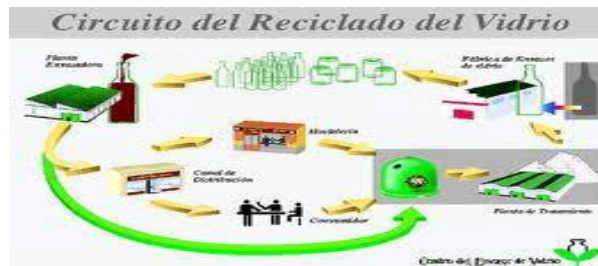 Circuito del Reciclado del Vidrio
Planta
Envasadora
Fábrica de Envases
de vidrio
Hostelería
Canal de
Distribución
Consumidor
Planta de Tratamiento
Centro del Envase de Vidrio